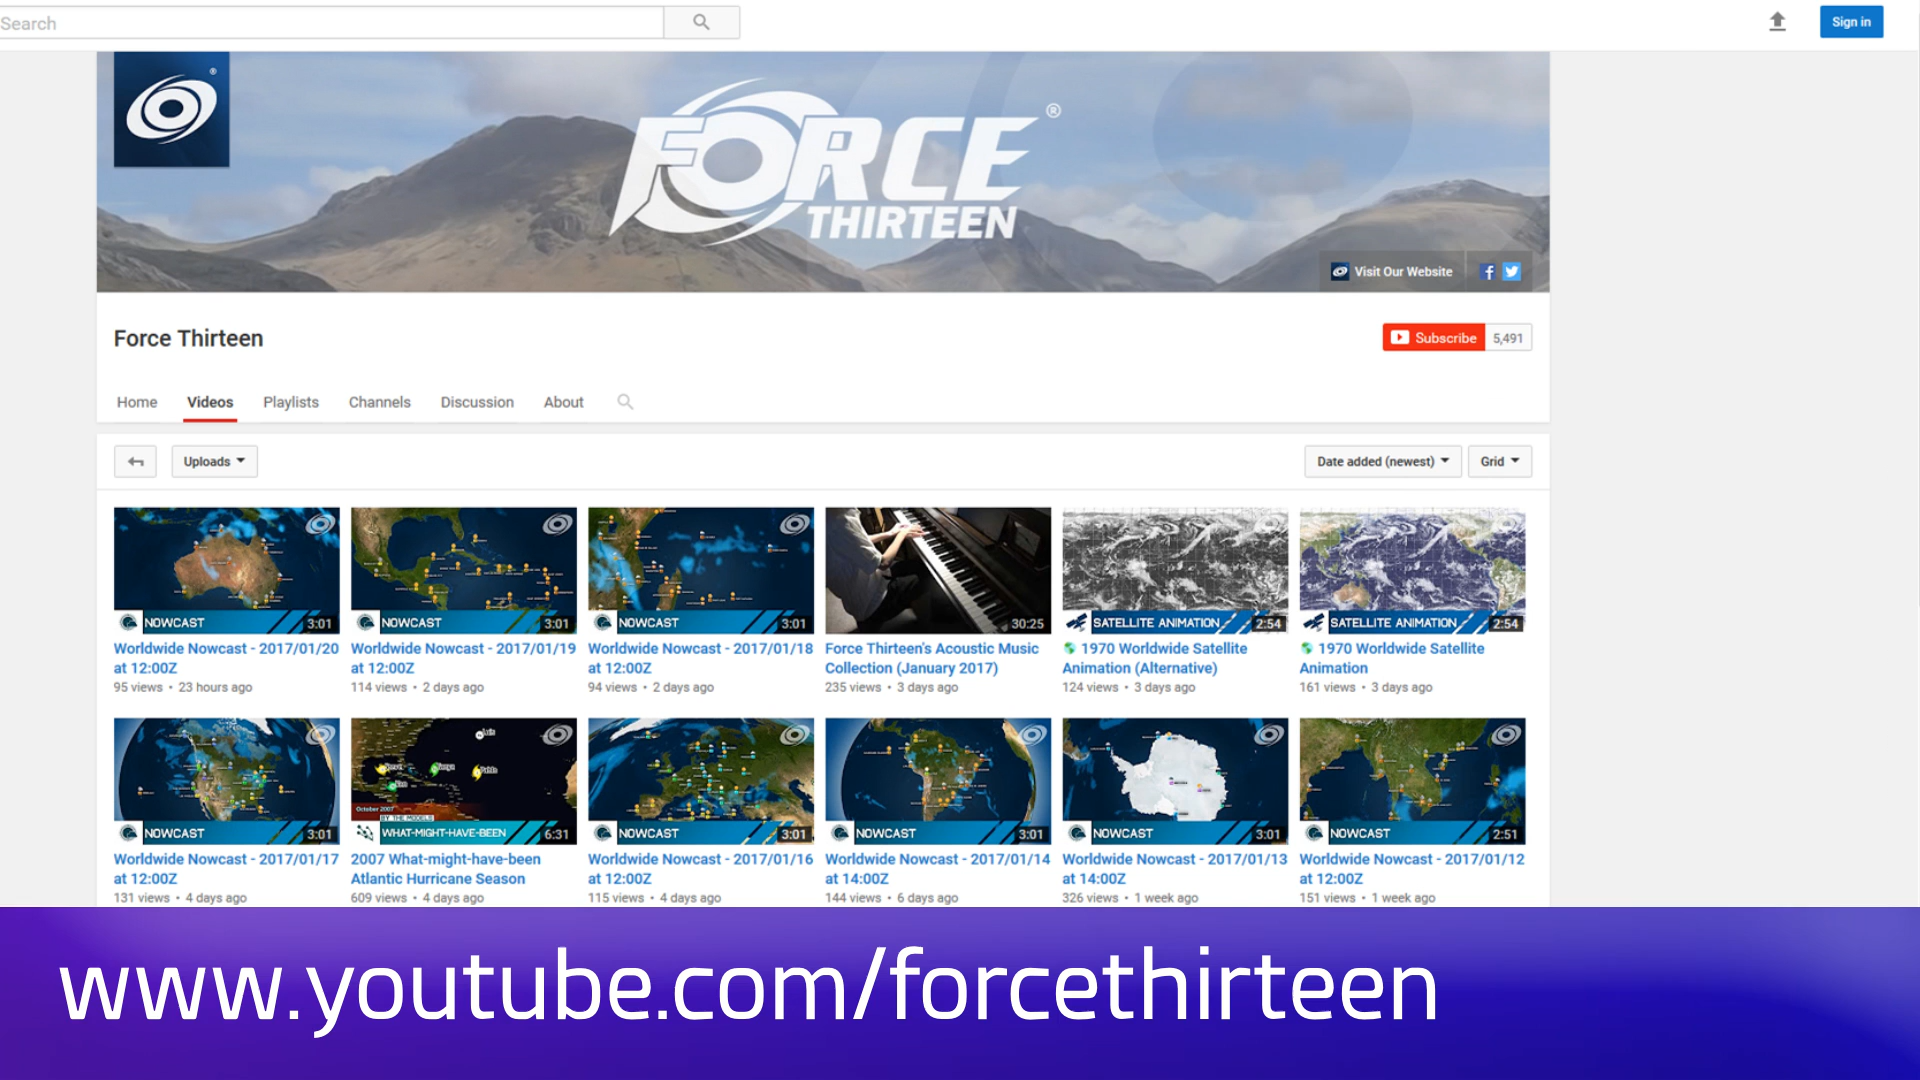 Search
Sign in
®
FORCE
®
THIRTEEN
Visit Our Website
Force Thirteen
Subscribe 5,491
Home Videos Playlists Channels Discussion About
Uploads
Date added (newest) Grid
NOWCAST 3:01
NOWCAST 3:01
NOWCAST 3:01
30:25
SATELLITE ANIMATION 2:54
SATELLITE ANIMATION 2:54
Worldwide Nowcast - 2017/01/20
at 12:00Z
95 views • 23 hours ago
Worldwide Nowcast - 2017/01/19
at 12:00Z
114 views • 2 days ago
Worldwide Nowcast - 2017/01/18
at 12:00Z
94 views • 2 days ago
Force Thirteen's Acoustic Music
Collection (January 2017)
235 views • 3 days ago
1970 Worldwide Satellite
Animation (Alternative)
124 views • 3 days ago
1970 Worldwide Satellite
Animation
161 views • 3 days ago
NOWCAST 3:01
October 2007
BY THE MODELS
WHAT-MIGHT-HAVE-BEEN 6:31
NOWCAST 3:01
NOWCAST 3:01
NOWCAST 3:01
NOWCAST 2:51
Worldwide Nowcast - 2017/01/17
at 12:00Z
131 views • 4 days ago
2007 What-might-have-been
Atlantic Hurricane Season
609 views • 4 days ago
Worldwide Nowcast - 2017/01/16
at 12:00Z
115 views • 4 days ago
Worldwide Nowcast - 2017/01/14
at 14:00Z
144 views • 6 days ago
Worldwide Nowcast - 2017/01/13
at 14:00Z
326 views • 1 week ago
Worldwide Nowcast - 2017/01/12
at 12:00Z
151 views • 1 week ago
www.youtube.com/forcethirteen